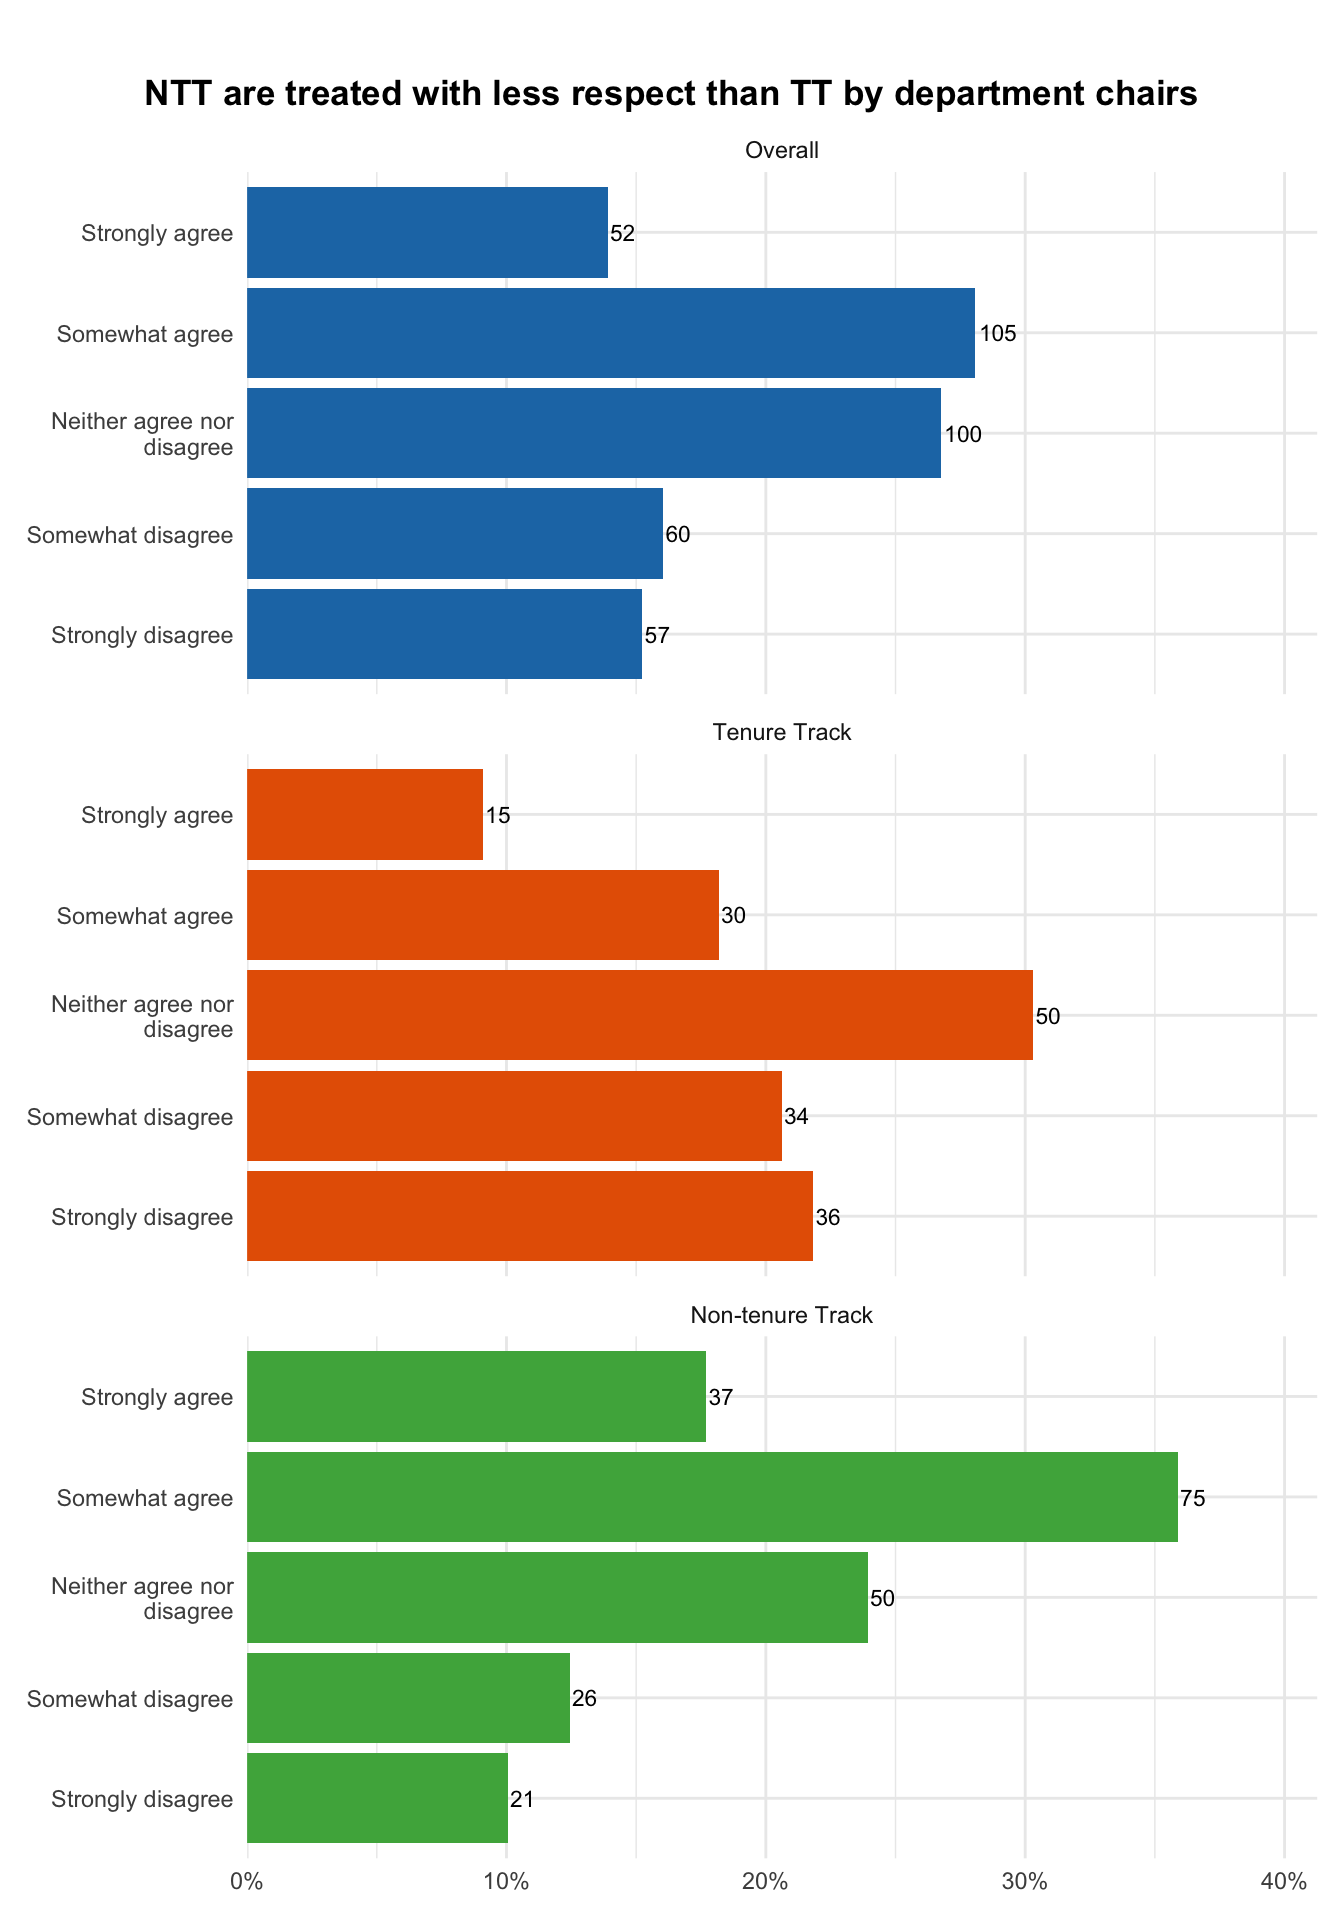 NTT are treated with less respect than TT by department chairs
Overall
Strongly agree
52
Somewhat agree
105
Neither agree nor
disagree
100
Somewhat disagree
60
Strongly disagree
57
Tenure Track
Strongly agree
15
Somewhat agree
30
Neither agree nor
disagree
50
Somewhat disagree
34
Strongly disagree
36
Non-tenure Track
Strongly agree
37
Somewhat agree
75
Neither agree nor
disagree
50
Somewhat disagree
26
Strongly disagree
21
0% 10% 20% 30% 40%